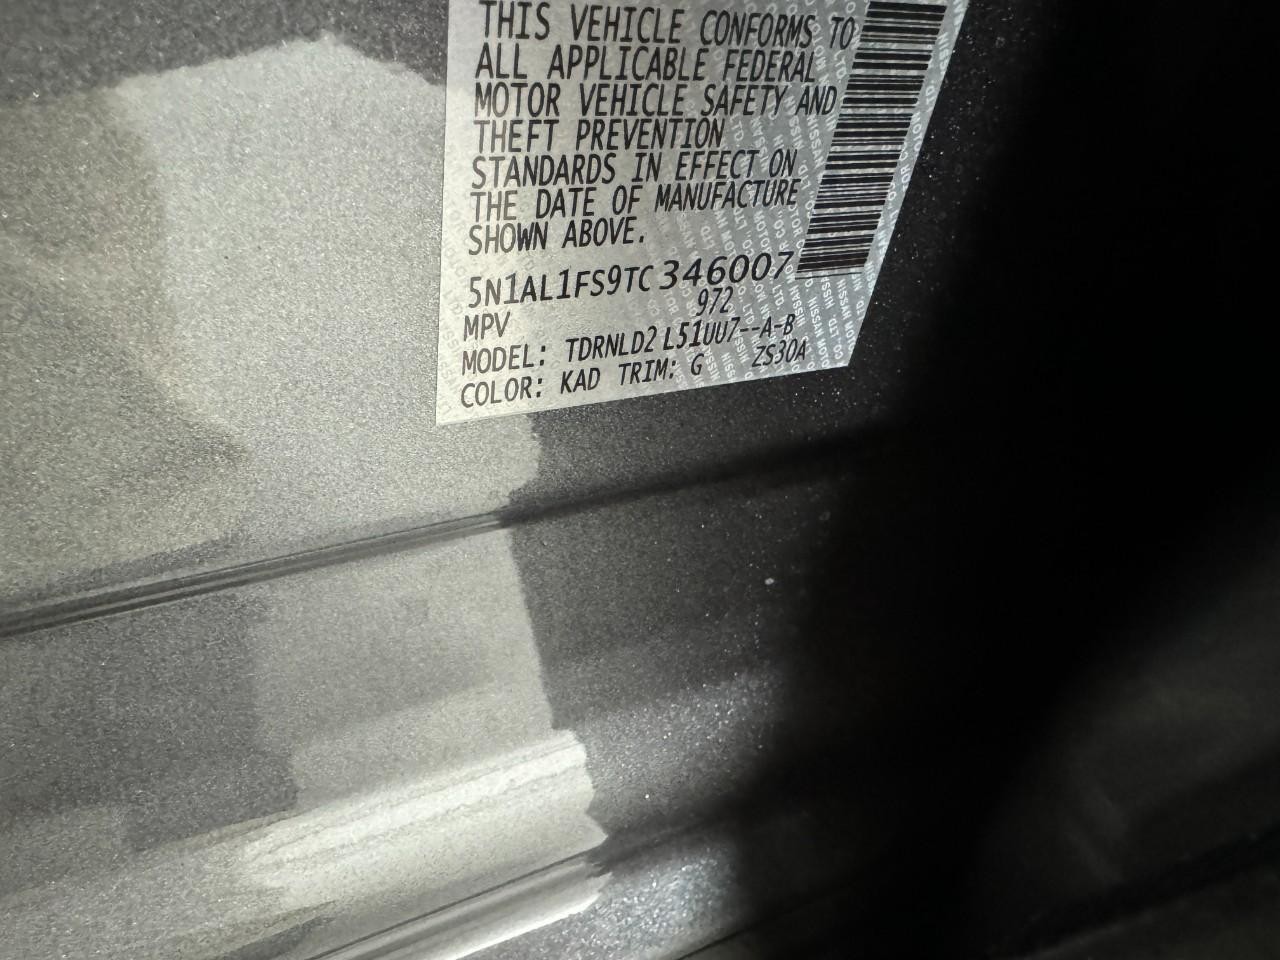 THIS VEHICLE CONFORMS TO
ALL APPLICABLE FEDERAL
MOTOR VEHICLE SAFETY AND
THEFT PREVENTION
STANDARDS IN EFFECT ON
THE DATE OF MANUFACTURE
SHOWN ABOVE.
5N1AL1FS9TC346007
972
MPV
MODEL: TDRNLD2 L51UU7--A-B
COLOR: KAD TRIM: G ZS30A